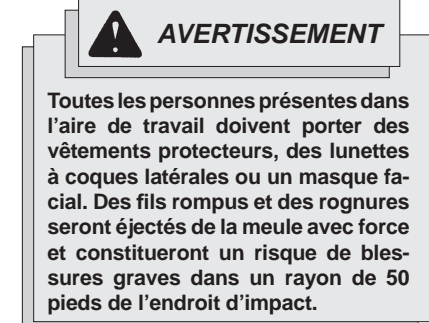 AVERTISSEMENT
Toutes les personnes présentes dans
l'aire de travail doivent porter des
vêtements protecteurs, des lunettes
à coques latérales ou un masque fa-
cial. Des fils rompus et des rognures
seront éjectés de la meule avec force
et constitueront un risque de bles-
sures graves dans un rayon de 50
pieds de l'endroit d'impact.